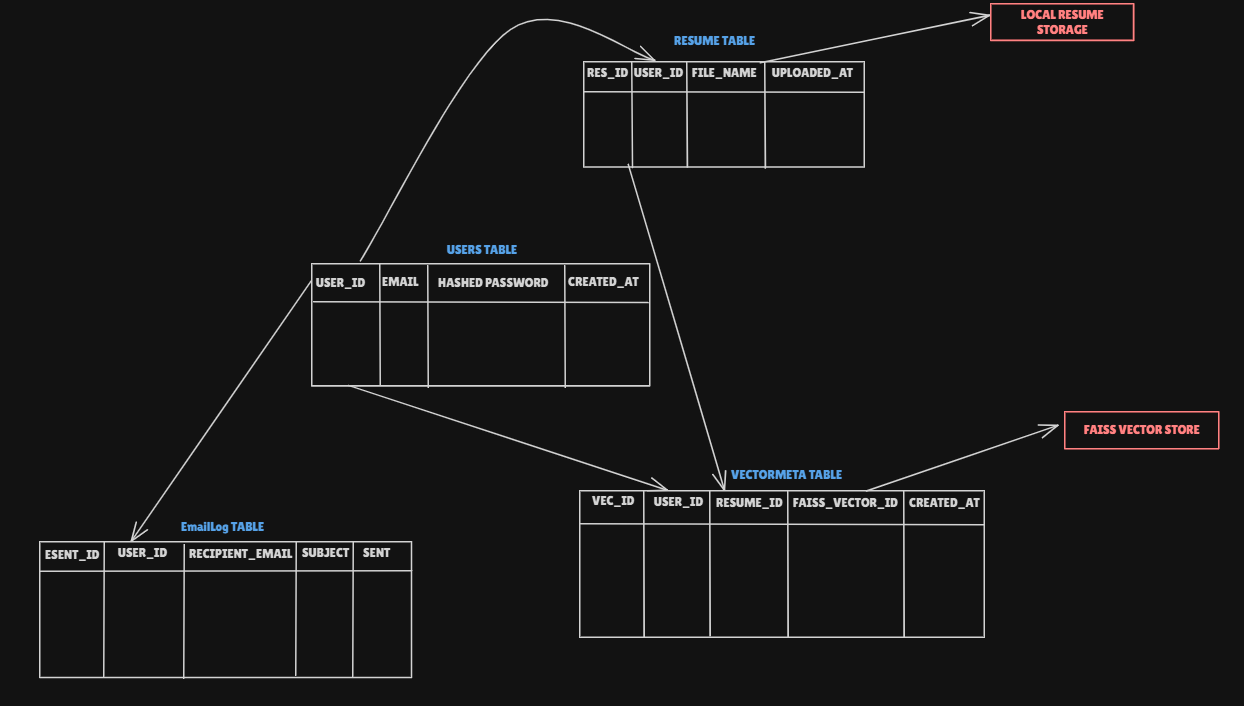 LOCAL RESUME
STORAGE
RESUME TABLE
RES_ID USER_ID FILE_NAME UPLOADED_AT
USERS TABLE
USER_ID EMAIL HASHED PASSWORD CREATED_AT
FAISS VECTOR STORE
VECTORMETA TABLE
VEC_ID USER_ID RESUME_ID FAISS_VECTOR_ID CREATED_AT
EmailLog TABLE
ESENT_ID USER_ID RECIPIENT_EMAIL SUBJECT SENT